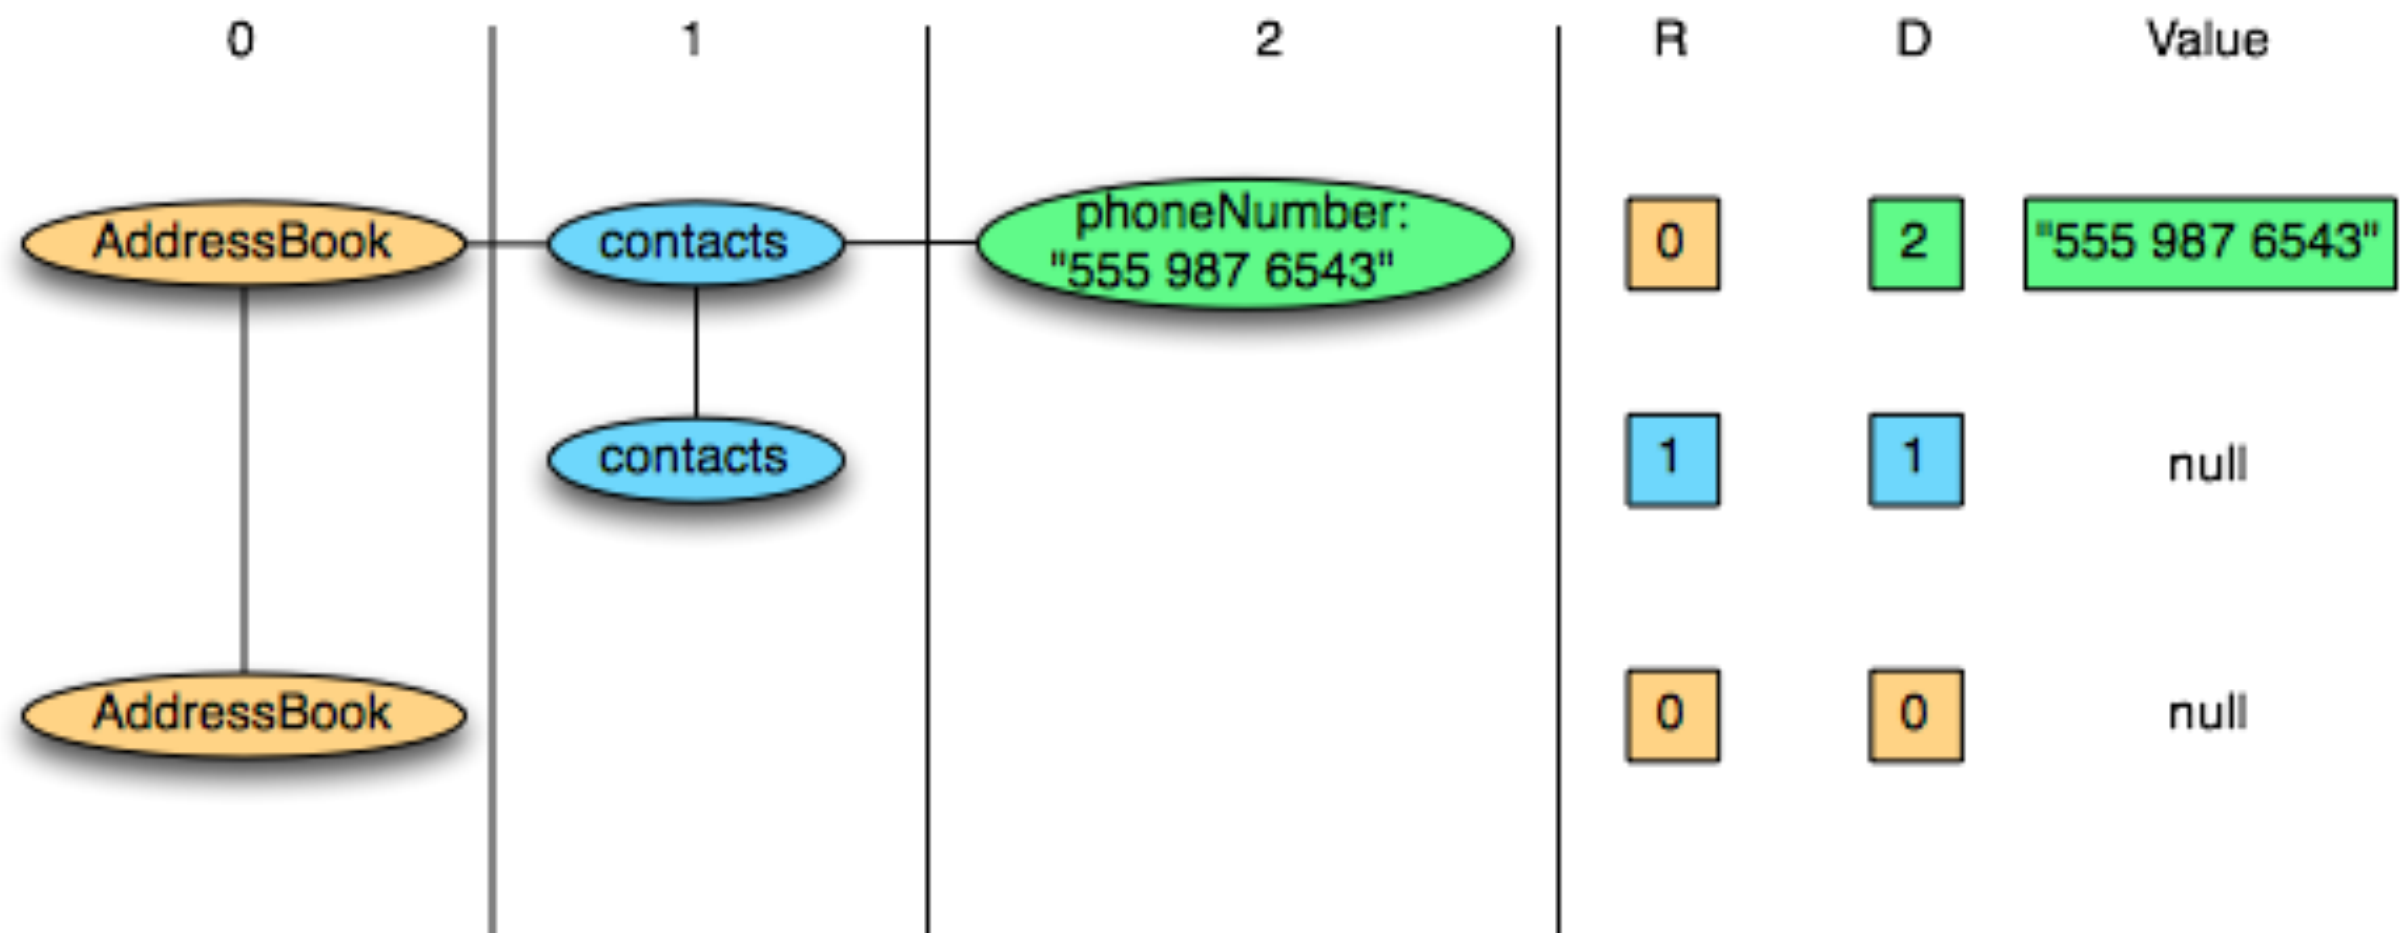 0 1 2 R D Value
AddressBook contacts phoneNumber: "555 987 6543" 0 2 "555 987 6543"
contacts 1 1 null
AddressBook 0 0 null